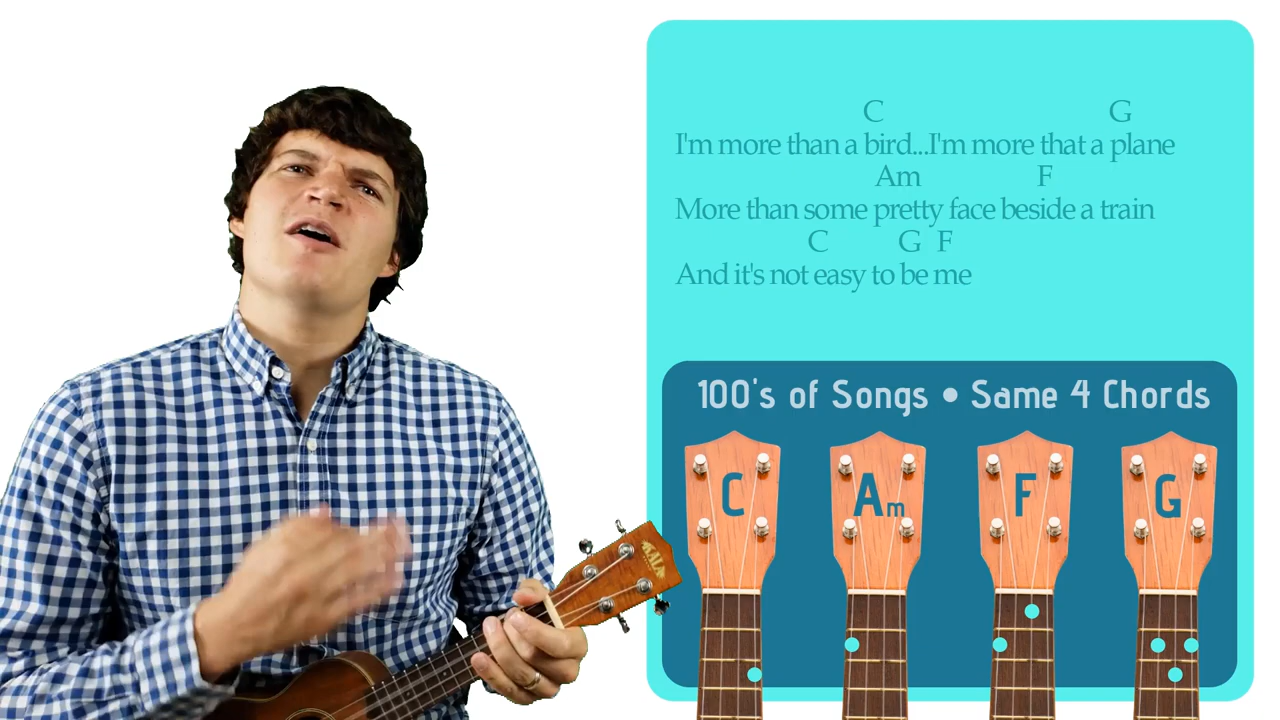 C G
I'm more than a bird...I'm more that a plane
Am F
More than some pretty face beside a train
C G F
And it's not easy to be me
100's of Songs • Same 4 Chords
C Am F G
KALA